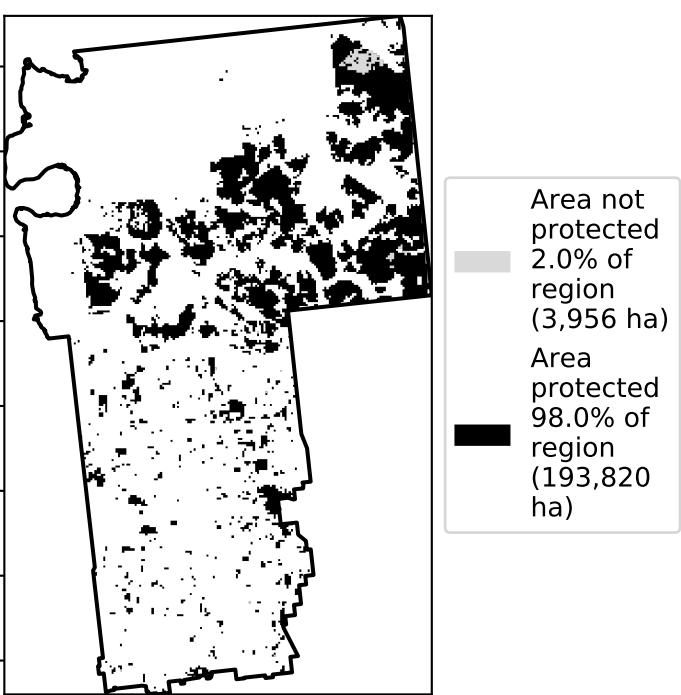 Area not
protected
2.0% of
region
(3,956 ha)
Area
protected
98.0% of
region
(193,820
ha)